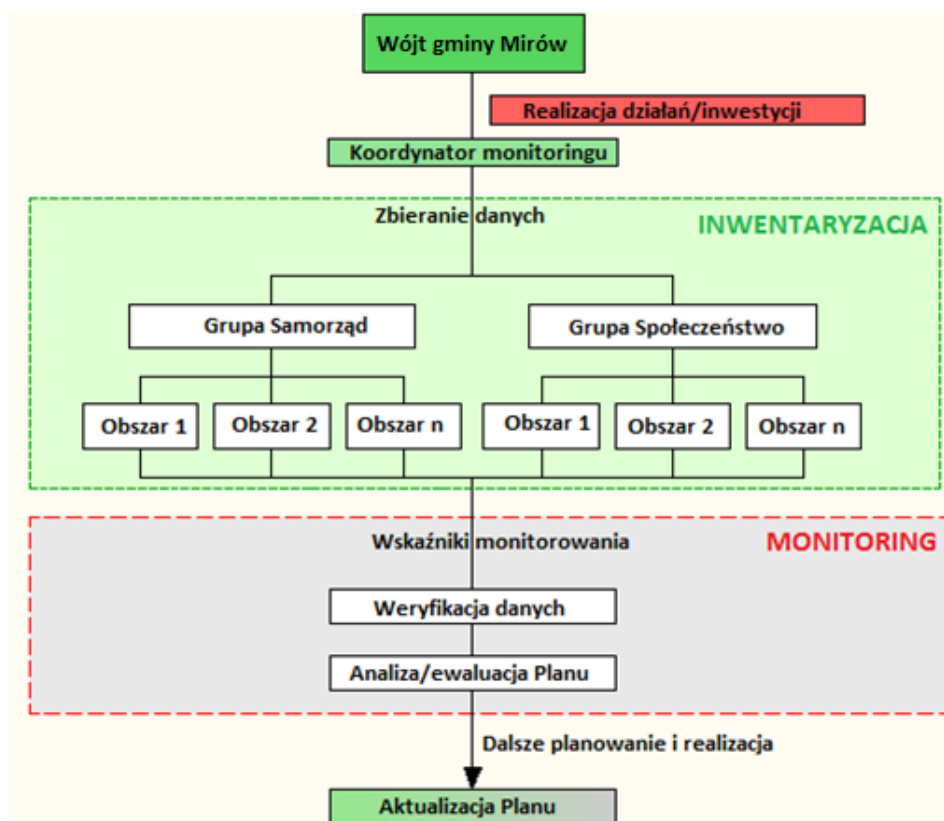 Wójt gminy Mirów
Realizacja działań/inwestycji
Koordynator monitoringu
Zbieranie danych
INWENTARYZACJA
Grupa Samorząd
Grupa Społeczeństwo
Obszar 1
Obszar 2
Obszar n
Obszar 1
Obszar 2
Obszar n
Wskaźniki monitorowania
MONITORING
Weryfikacja danych
Analiza/ewaluacja Planu
Dalsze planowanie i realizacja
Aktualizacja Planu